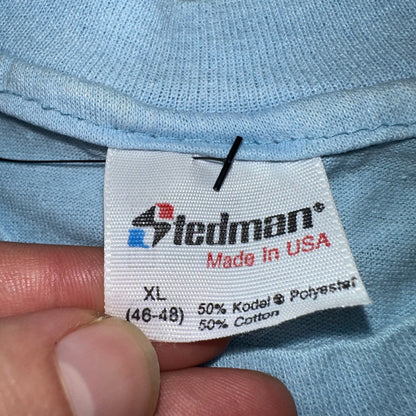 Stedman®
Made in USA
XL
(46-48)
50% Kodel® Polyester
50% Cotton